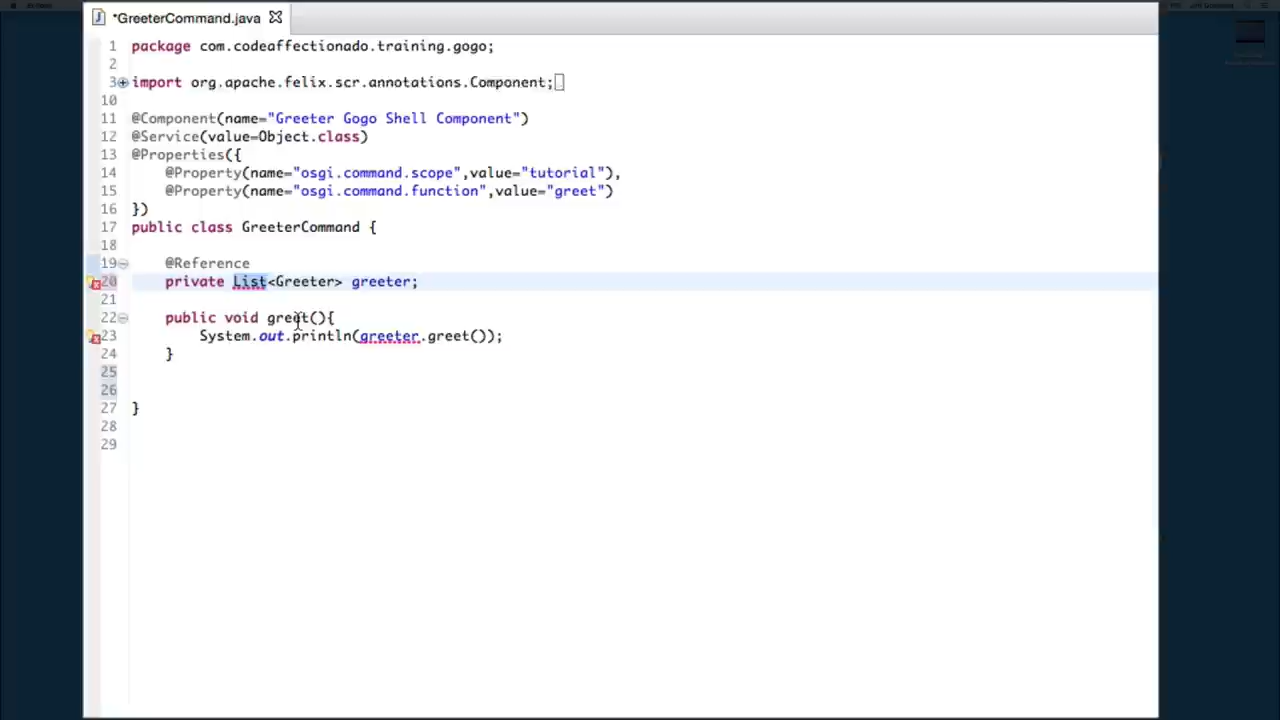 *GreeterCommand.java
1 package com.codeaffectionado.training.gogo;
2
3 import org.apache.felix.scr.annotations.Component;
10
11 @Component(name="Greeter Gogo Shell Component")
12 @Service(value=Object.class)
13 @Properties({
14 @Property(name="osgi.command.scope",value="tutorial"),
15 @Property(name="osgi.command.function",value="greet")
16 })
17 public class GreeterCommand {
18
19 @Reference
20 private List<Greeter> greeter;
21
22 public void greet(){
23 System.out.println(greeter.greet());
24 }
25
26
27 }
28
29